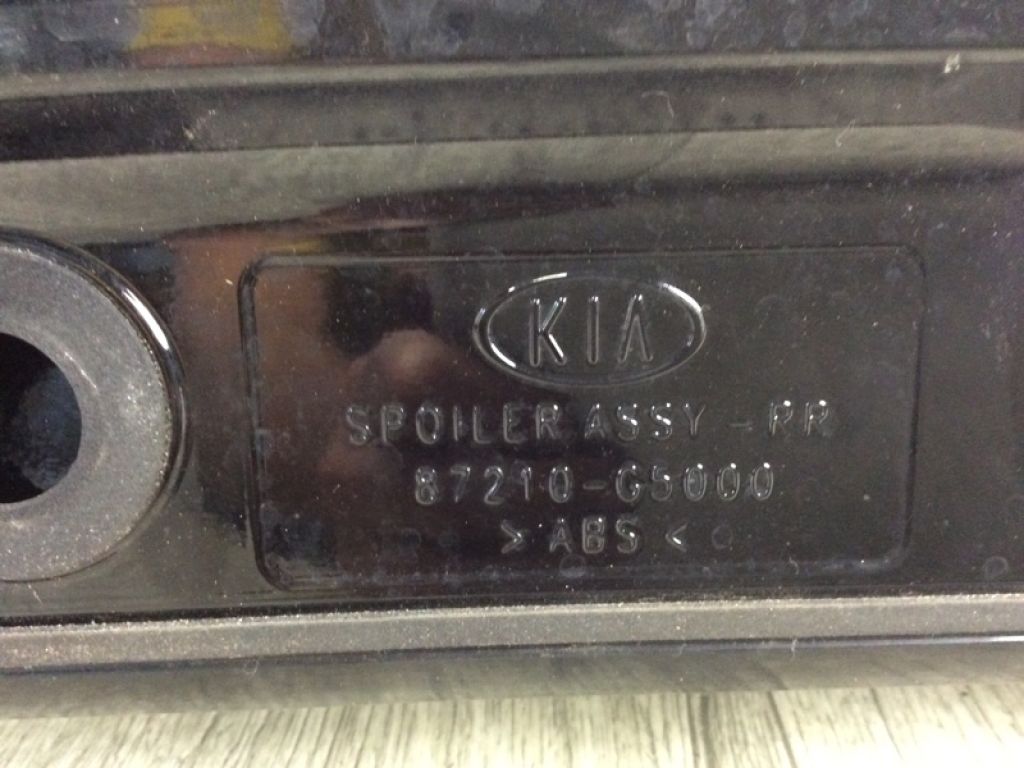 KIA
SPOILER ASSY - RR
87210-G5000
> ABS <